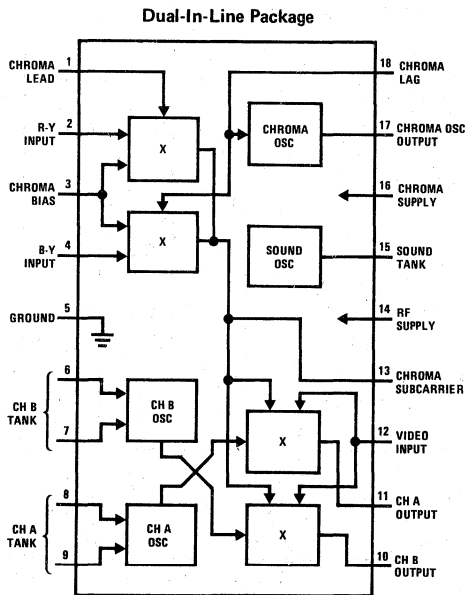 Dual-In-Line Package
CHROMA
LEAD
1
R-Y
INPUT
2
CHROMA
BIAS
3
B-Y
INPUT
4
GROUND
5
CH B
TANK
6
7
CH A
TANK
8
9
X
X
CHROMA
OSC
SOUND
OSC
CH B
OSC
CH A
OSC
X
X
18 CHROMA
LAG
17 CHROMA OSC
OUTPUT
16 CHROMA
SUPPLY
15 SOUND
TANK
14 RF
SUPPLY
13 CHROMA
SUBCARRIER
12 VIDEO
INPUT
11 CH A
OUTPUT
10 CH B
OUTPUT